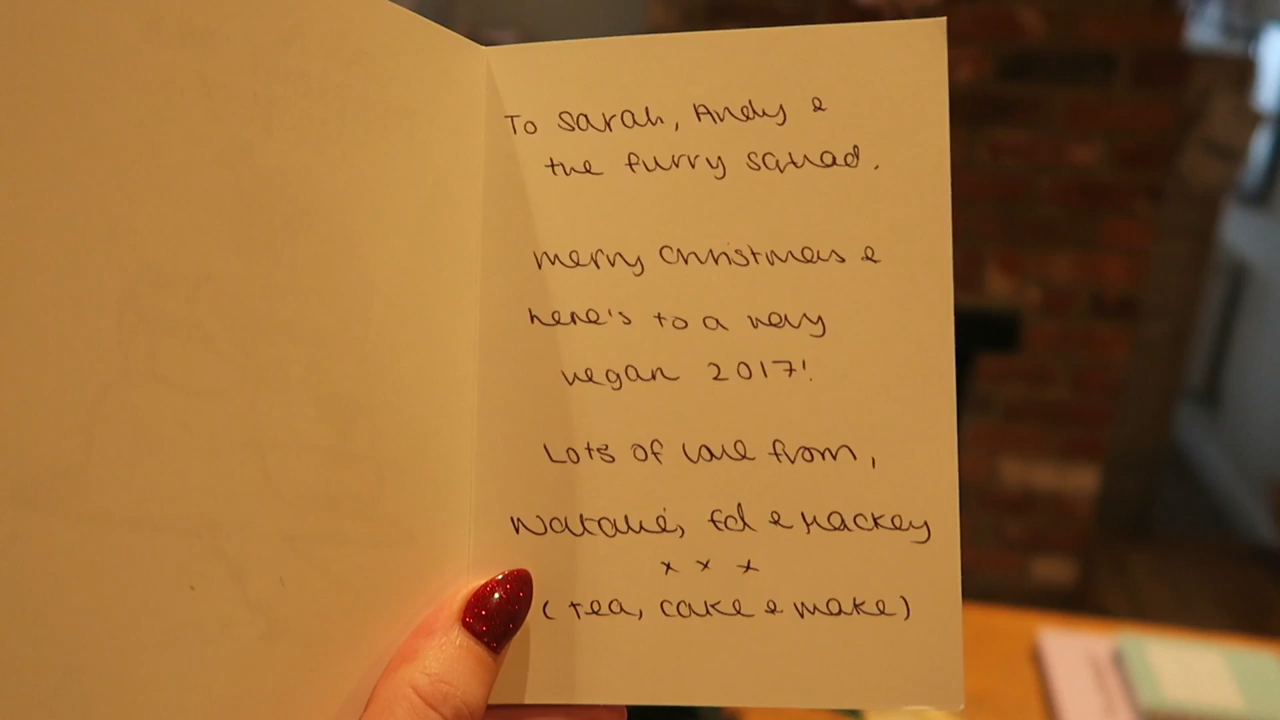 To Sarah, Andy &
the furry squad.
merry Christmas &
here's to a very
vegan 2017!
Lots of love from,
Natalie, Ed & Mackey
x x x
(tea, cake & make)